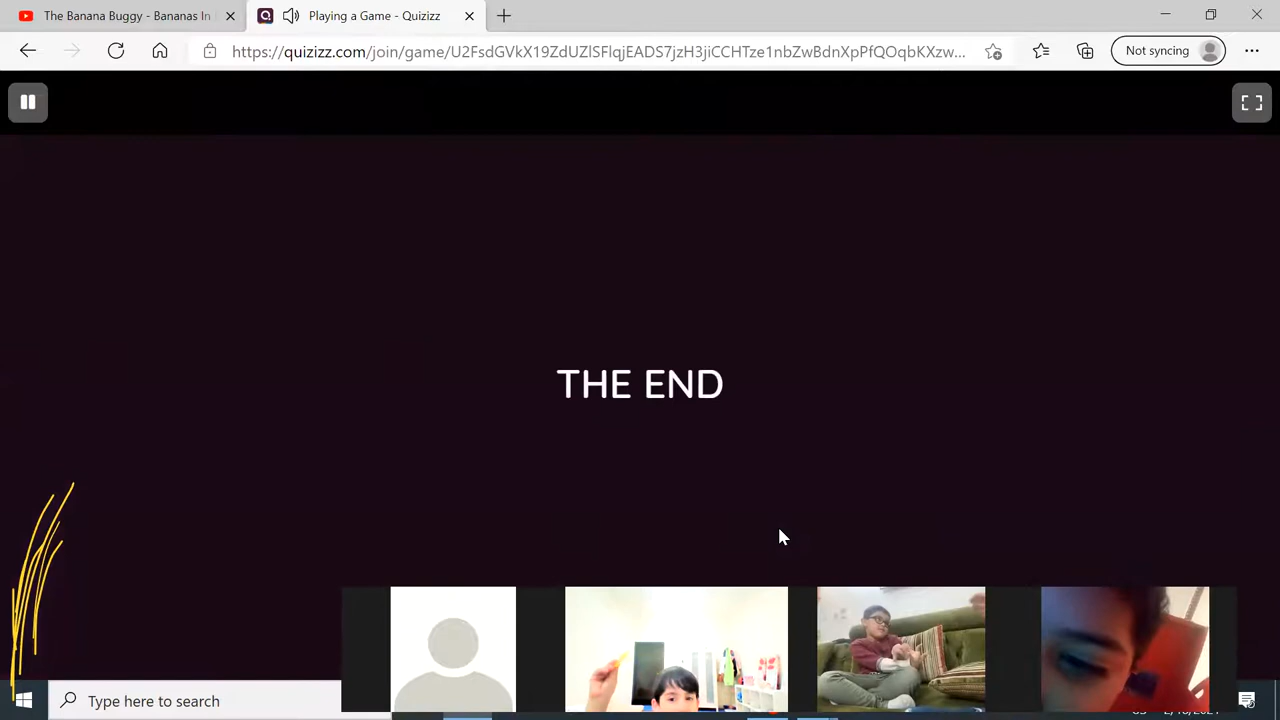 The Banana Buggy - Bananas In
Playing a Game - Quizizz
https://quizizz.com/join/game/U2FsdGVkX19ZdUZlSFlqjEADS7jzH3jiCCHTze1nbZwBdnXpPfQOqbKXzw...
Not syncing
THE END
Type here to search